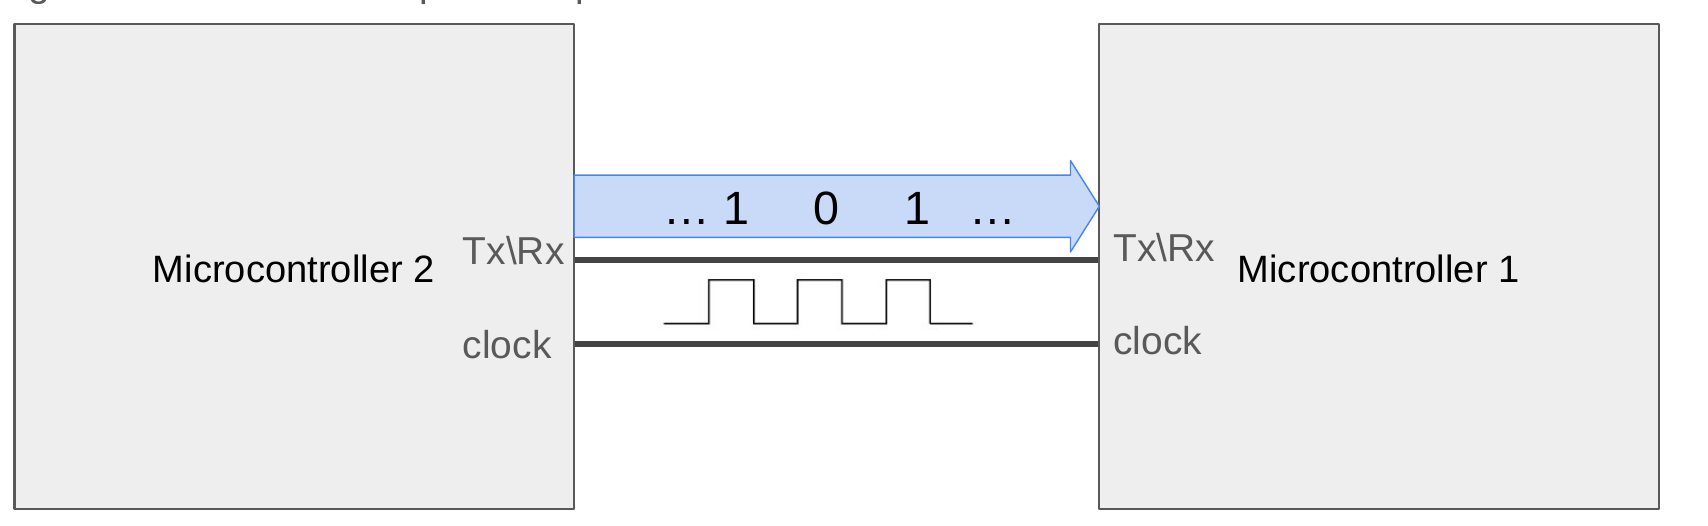 … 1 0 1 …
Tx\Rx
Tx\Rx
Microcontroller 2
Microcontroller 1
clock
clock